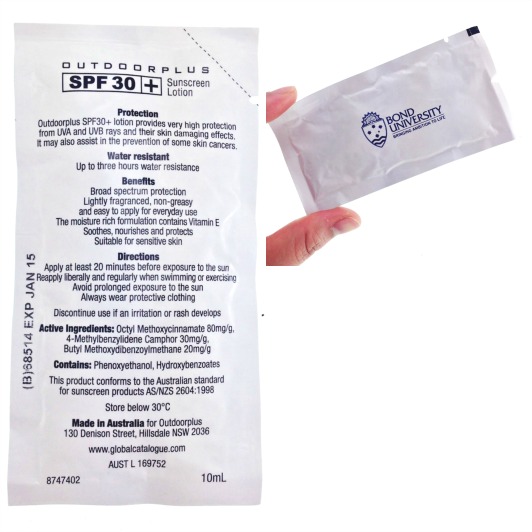 OUTDOORPLUS
SPF 30 + Sunscreen
Lotion
Protection
Outdoorplus SPF30+ lotion provides very high protection
from UVA and UVB rays and their skin damaging effects.
It may also assist in the prevention of some skin cancers.
Water resistant
Up to three hours water resistance
Benefits
Broad spectrum protection
Lightly fragranced, non-greasy
and easy to apply for everyday use
The moisture rich formulation contains Vitamin E
Soothes, nourishes and protects
Suitable for sensitive skin
Directions
Apply at least 20 minutes before exposure to the sun
Reapply liberally and regularly when swimming or exercising
Avoid prolonged exposure to the sun
Always wear protective clothing
Discontinue use if an irritation or rash develops
Active Ingredients: Octyl Methoxycinnamate 80mg/g,
4-Methylbenzylidene Camphor 30mg/g,
Butyl Methoxydibenzoylmethane 20mg/g
Contains: Phenoxyethanol, Hydroxybenzoates
This product conforms to the Australian standard
for sunscreen products AS/NZS 2604:1998
Store below 30°C
Made in Australia for Outdoorplus
130 Denison Street, Hillsdale NSW 2036
www.globalcatalogue.com
AUST L 169752
8747402 10mL
(B)68514 EXP JAN 15
BOND
UNIVERSITY
BRINGING AMBITION TO LIFE